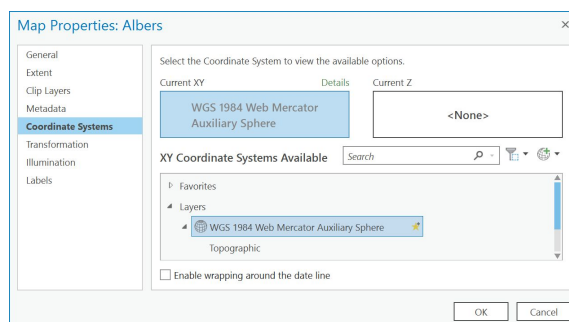 Map Properties: Albers
General
Extent
Clip Layers
Metadata
Coordinate Systems
Transformation
Illumination
Labels
Select the Coordinate System to view the available options.
Current XY Details Current Z
WGS 1984 Web Mercator
Auxiliary Sphere
<None>
XY Coordinate Systems Available Search
Favorites
Layers
WGS 1984 Web Mercator Auxiliary Sphere
Topographic
Enable wrapping around the date line
OK Cancel